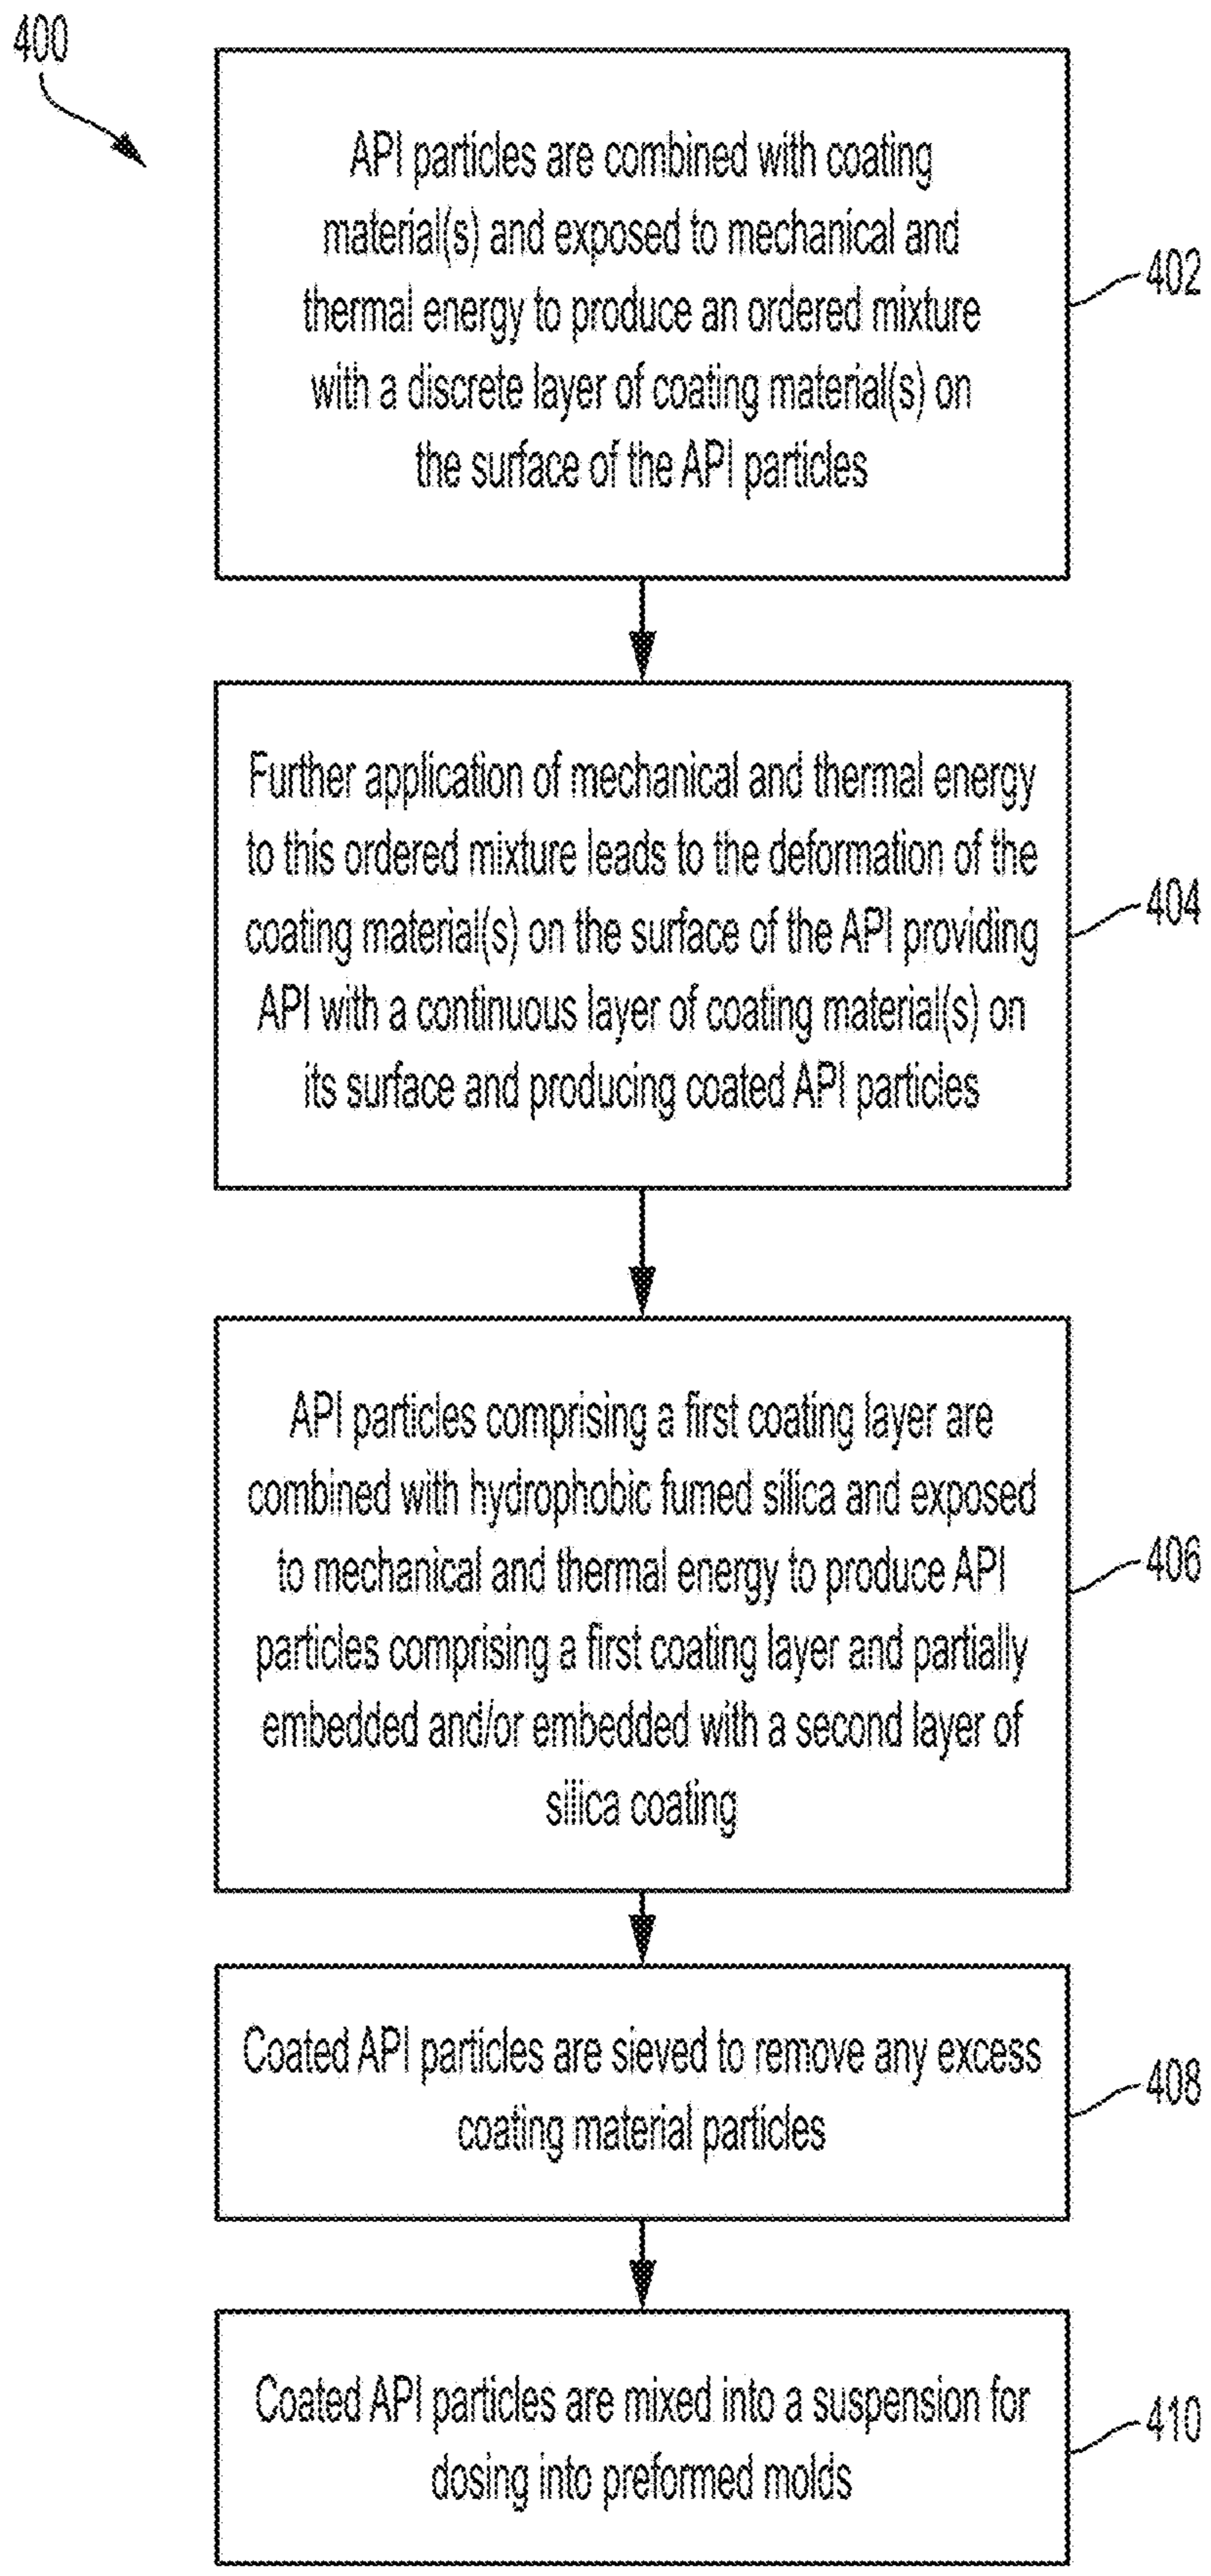 400
API particles are combined with coating
material(s) and exposed to mechanical and
thermal energy to produce an ordered mixture
with a discrete layer of coating material(s) on
the surface of the API particles
402
Further application of mechanical and thermal energy
to this ordered mixture leads to the deformation of the
coating material(s) on the surface of the API providing
API with a continuous layer of coating material(s) on
its surface and producing coated API particles
404
API particles comprising a first coating layer are
combined with hydrophobic fumed silica and exposed
to mechanical and thermal energy to produce API
particles comprising a first coating layer and partially
embedded and/or embedded with a second layer of
silica coating
406
Coated API particles are sieved to remove any excess
coating material particles
408
Coated API particles are mixed into a suspension for
dosing into preformed molds
410